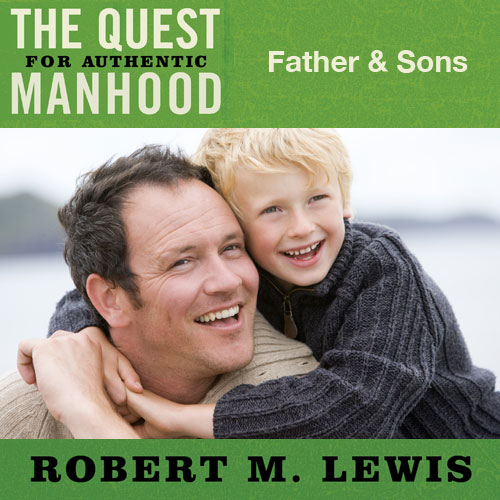 THE QUEST
FOR AUTHENTIC
MANHOOD
Father & Sons
ROBERT M. LEWIS